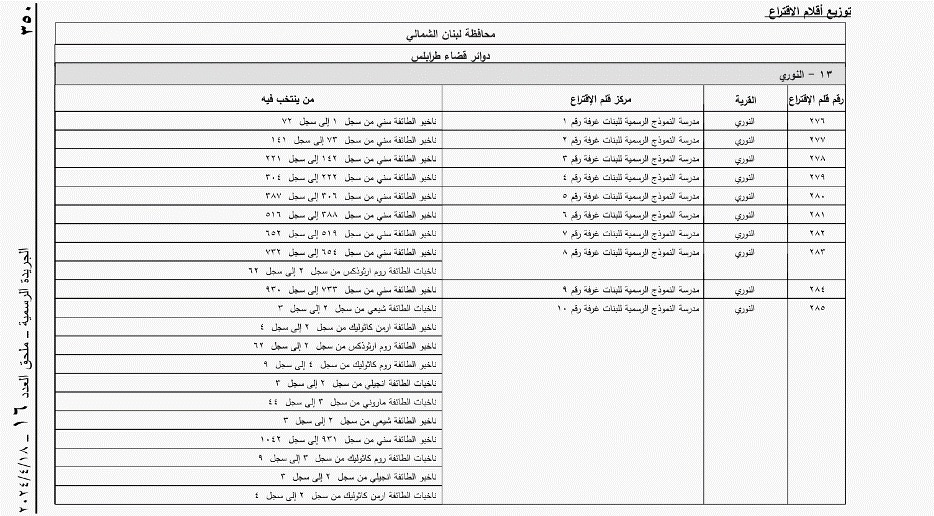 توزيع أقلام الاقتراع
٣٥٠
محافظة لبنان الشمالي
دوائر قضاء طرابلس
١٣ - النوري
رقم قلم الإقتراع القرية مركز قلم الإقتراع من ينتخب فيه
٢٧٦ النوري مدرسة النموذج الرسمية للبنات غرفة رقم ١ ناخبو الطائفة سني من سجل ١ إلى سجل ٧٢
٢٧٧ النوري مدرسة النموذج الرسمية للبنات غرفة رقم ٢ ناخبو الطائفة سني من سجل ٧٣ إلى سجل ١٤١
٢٧٨ النوري مدرسة النموذج الرسمية للبنات غرفة رقم ٣ ناخبو الطائفة سني من سجل ١٤٢ إلى سجل ٢٢١
٢٧٩ النوري مدرسة النموذج الرسمية للبنات غرفة رقم ٤ ناخبو الطائفة سني من سجل ٢٢٢ إلى سجل ٣٠٤
٢٨٠ النوري مدرسة النموذج الرسمية للبنات غرفة رقم ٥ ناخبو الطائفة سني من سجل ٣٠٦ إلى سجل ٣٨٧
٢٨١ النوري مدرسة النموذج الرسمية للبنات غرفة رقم ٦ ناخبو الطائفة سني من سجل ٣٨٨ إلى سجل ٥١٦
٢٨٢ النوري مدرسة النموذج الرسمية للبنات غرفة رقم ٧ ناخبو الطائفة سني من سجل ٥١٩ إلى سجل ٦٥٢
٢٨٣ النوري مدرسة النموذج الرسمية للبنات غرفة رقم ٨ ناخبو الطائفة سني من سجل ٦٥٤ إلى سجل ٧٣٢
ناخبات الطائفة روم ارثوذكس من سجل ٢ إلى سجل ٦٢
٢٨٤ النوري مدرسة النموذج الرسمية للبنات غرفة رقم ٩ ناخبو الطائفة سني من سجل ٧٣٣ إلى سجل ٩٣٠
٢٨٥ النوري مدرسة النموذج الرسمية للبنات غرفة رقم ١٠ ناخبات الطائفة شيعي من سجل ٢ إلى سجل ٣
ناخبو الطائفة ارمن كاثوليك من سجل ٢ إلى سجل ٤
ناخبو الطائفة روم ارثوذكس من سجل ٢ إلى سجل ٦٢
ناخبو الطائفة روم كاثوليك من سجل ٤ إلى سجل ٩
ناخبات الطائفة انجيلي من سجل ٢ إلى سجل ٣
ناخبات الطائفة ماروني من سجل ٣ إلى سجل ٤٤
ناخبو الطائفة شيعي من سجل ٢ إلى سجل ٣
ناخبو الطائفة سني من سجل ٩٣١ إلى سجل ١٠٤٢
ناخبات الطائفة روم كاثوليك من سجل ٣ إلى سجل ٩
ناخبو الطائفة انجيلي من سجل ٢ إلى سجل ٣
ناخبات الطائفة ارمن كاثوليك من سجل ٢ إلى سجل ٤
الجريدة الرسمية - ملحق العدد ١٦ - ٢٠٢٤/٤/١٨